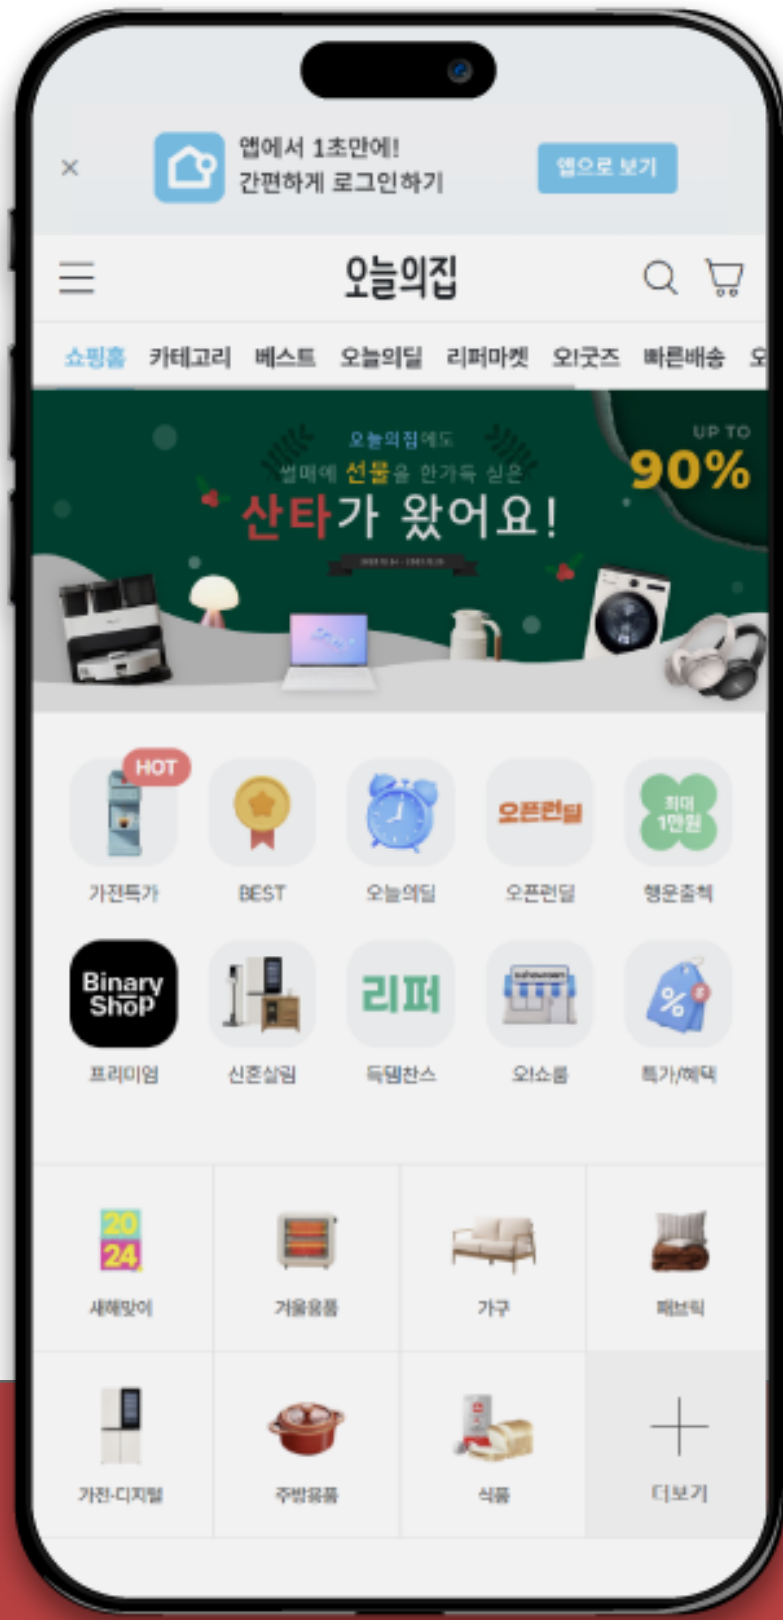 앱에서 1초만에!
간편하게 로그인하기
앱으로 보기
오늘의집
쇼핑홈 카테고리 베스트 오늘의딜 리퍼마켓 오!굿즈 빠른배송 오
오늘의집에도
썰매에 선물을 한가득 실은
산타가 왔어요!
UP TO
90%
HOT
오픈런딜
최대
1만원
가전특가 BEST 오늘의딜 오픈런딜 행운출첵
Binary
Shop
리퍼
프리미엄 신혼살림 득템찬스 오!쇼룸 특가/혜택
20
24
새해맞이 겨울용품 가구 패브릭
가전·디지털 주방용품 식품 더보기